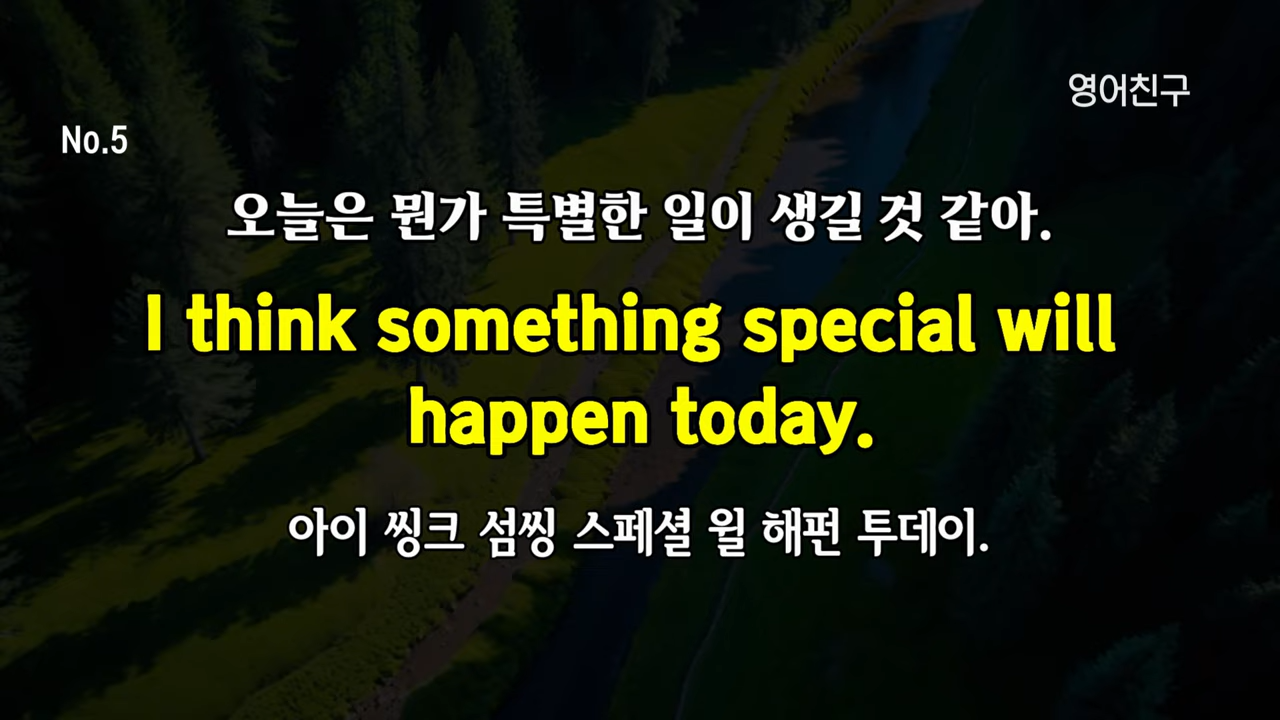 영어친구
No.5
오늘은 뭔가 특별한 일이 생길 것 같아.
I think something special will
happen today.
아이 씽크 섬씽 스페셜 윌 해펀 투데이.